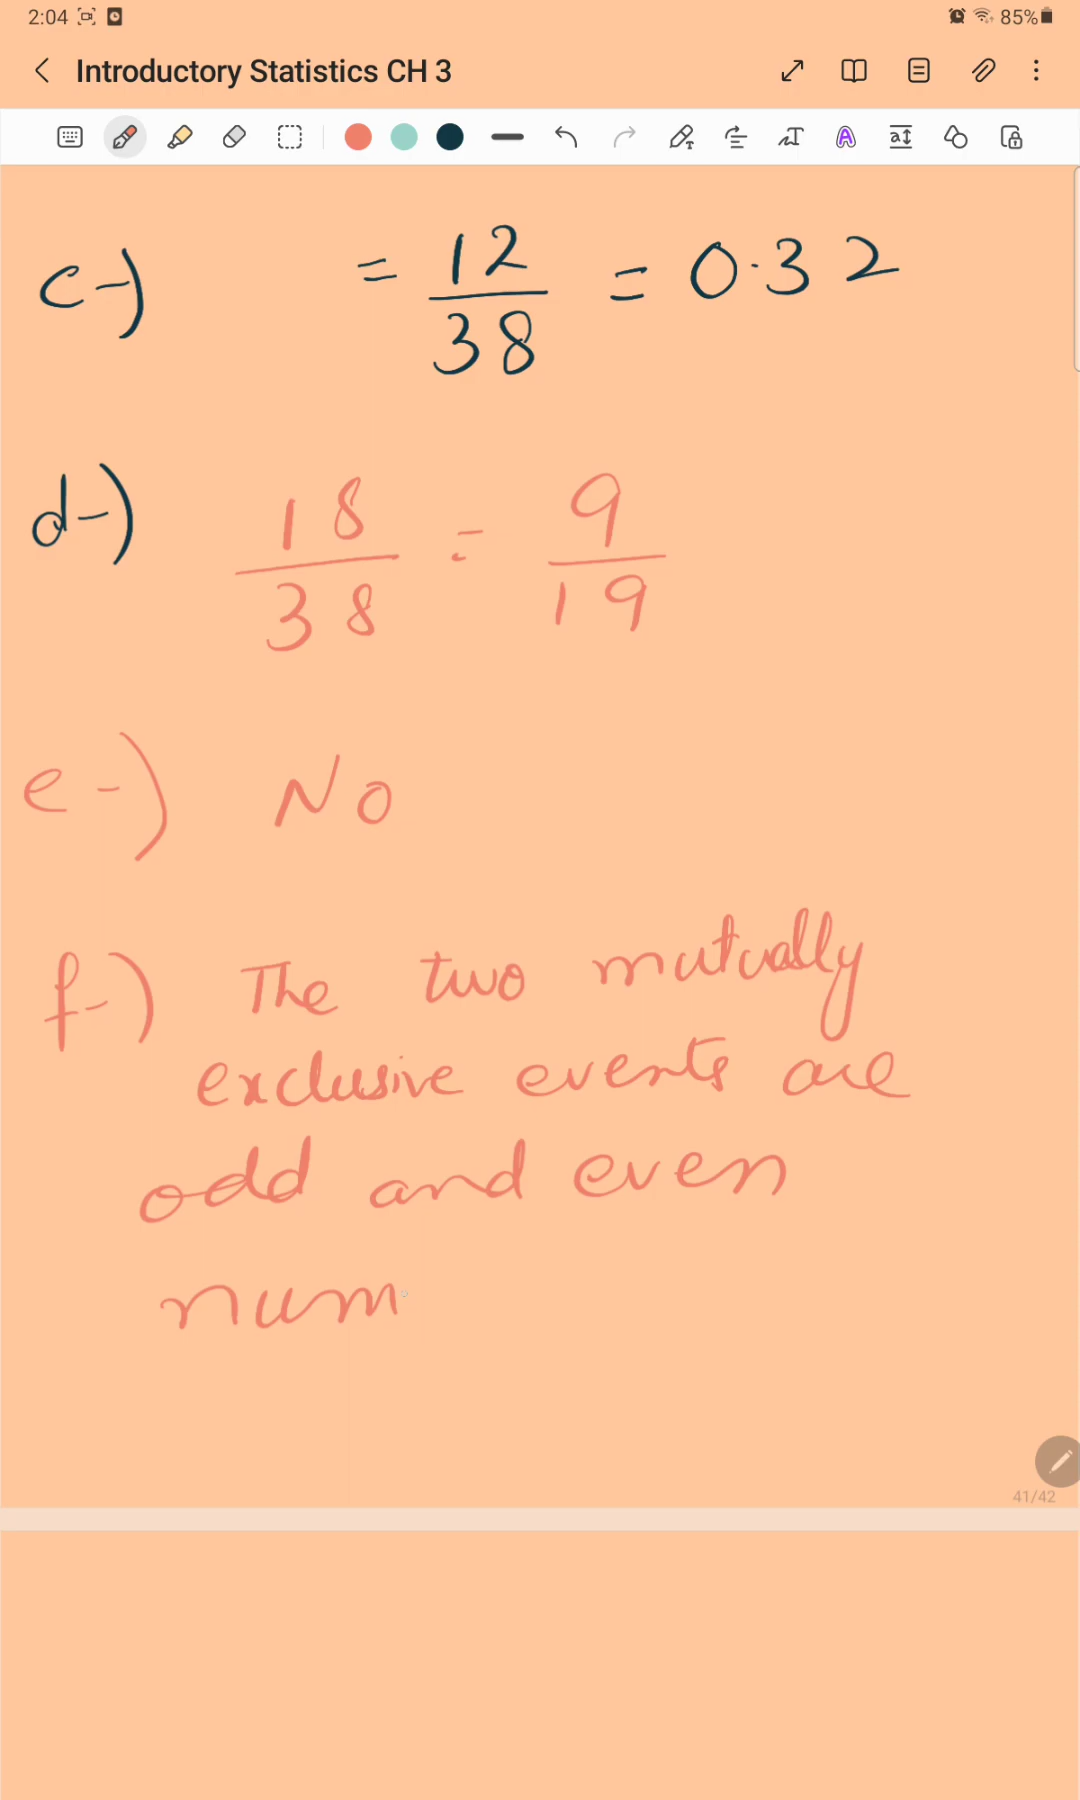 2:04 85%
Introductory Statistics CH 3
c-) = 12/38 = 0.32
d-) 18/38 = 9/19
e-) No
f-) The two mutually
exclusive events are
odd and even
num
41/42